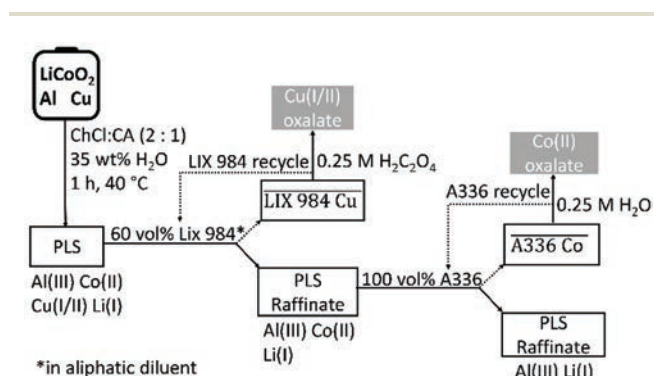 LiCoO₂
Al Cu
ChCl:CA (2 : 1)
35 wt% H₂O
1 h, 40 °C
PLS
Al(III) Co(II)
Cu(I/II) Li(I)
60 vol% Lix 984*
LIX 984 recycle
Cu(I/II)
oxalate
0.25 M H₂C₂O₄
LIX 984 Cu
PLS
Raffinate
Al(III) Co(II)
Li(I)
100 vol% A336
A336 recycle
Co(II)
oxalate
0.25 M H₂O
A336 Co
PLS
Raffinate
Al(III) Li(I)
*in aliphatic diluent